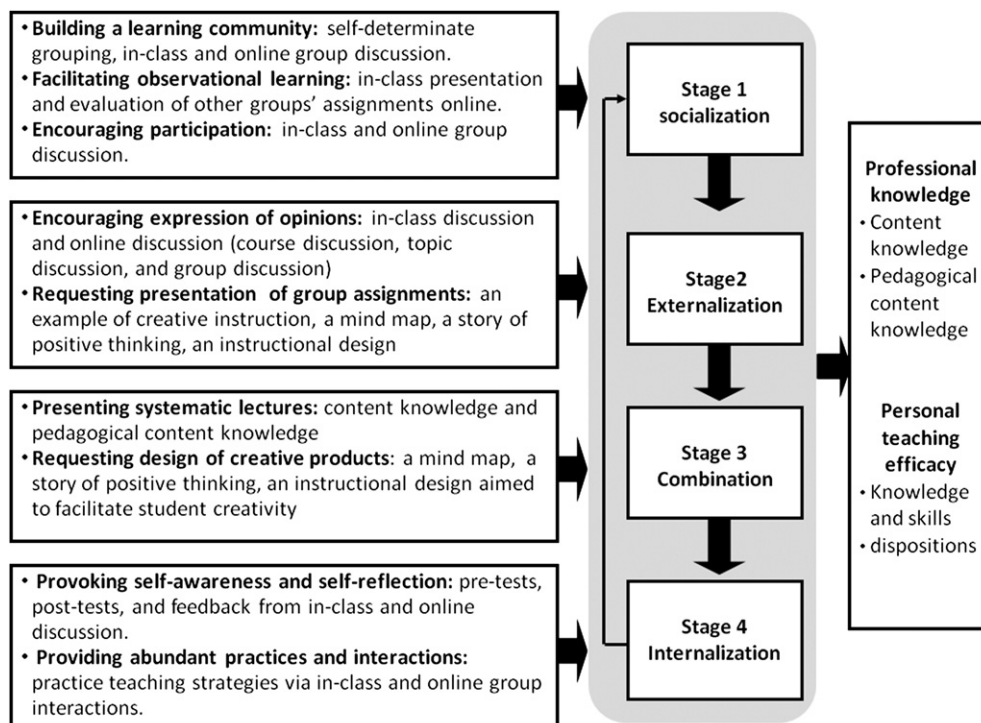 • Building a learning community: self-determinate
grouping, in-class and online group discussion.
• Facilitating observational learning: in-class presentation
and evaluation of other groups' assignments online.
• Encouraging participation: in-class and online group
discussion.
Stage 1
socialization
• Encouraging expression of opinions: in-class discussion
and online discussion (course discussion, topic
discussion, and group discussion)
• Requesting presentation of group assignments: an
example of creative instruction, a mind map, a story of
positive thinking, an instructional design
Stage2
Externalization
• Presenting systematic lectures: content knowledge and
pedagogical content knowledge
• Requesting design of creative products: a mind map, a
story of positive thinking, an instructional design aimed
to facilitate student creativity
Stage 3
Combination
• Provoking self-awareness and self-reflection: pre-tests,
post-tests, and feedback from in-class and online
discussion.
• Providing abundant practices and interactions:
practice teaching strategies via in-class and online group
interactions.
Stage 4
Internalization
Professional
knowledge
• Content
knowledge
• Pedagogical
content
knowledge
Personal
teaching
efficacy
• Knowledge
and skills
• dispositions